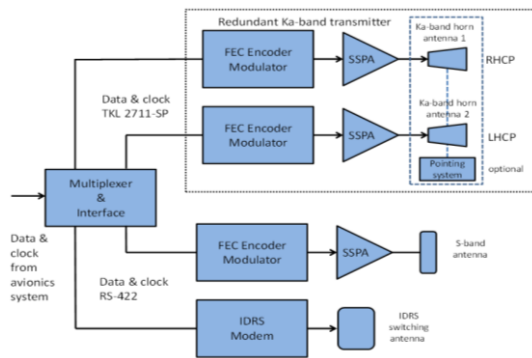 Redundant Ka-band transmitter
Ka-band horn
antenna 1
FEC Encoder
Modulator
SSPA
RHCP
Data & clock
TKL 2711-SP
Ka-band horn
antenna 2
FEC Encoder
Modulator
SSPA
LHCP
Pointing
system
optional
Multiplexer
&
Interface
Data &
clock
from
avionics
system
FEC Encoder
Modulator
SSPA
S-band
antenna
Data & clock
RS-422
IDRS
Modem
IDRS
switching
antenna